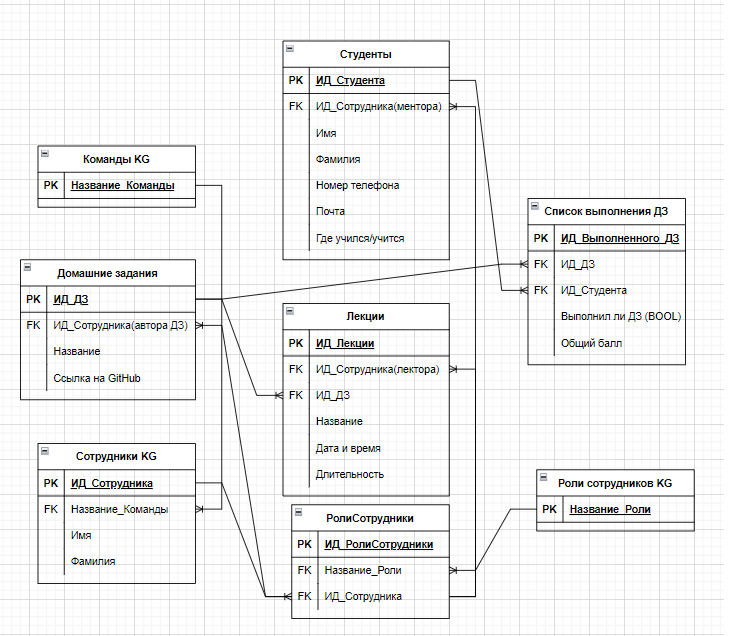 Студенты
PK ИД_Студента
FK ИД_Сотрудника(ментора)
Имя
Фамилия
Номер телефона
Почта
Где учился/учится
Команды KG
PK Название_Команды
Список выполнения ДЗ
PK ИД_Выполненного_ДЗ
FK ИД_ДЗ
FK ИД_Студента
Выполнил ли ДЗ (BOOL)
Общий балл
Домашние задания
PK ИД_ДЗ
FK ИД_Сотрудника(автора ДЗ)
Название
Ссылка на GitHub
Лекции
PK ИД_Лекции
FK ИД_Сотрудника(лектора)
FK ИД_ДЗ
Название
Дата и время
Длительность
Сотрудники KG
PK ИД_Сотрудника
FK Название_Команды
Имя
Фамилия
РолиСотрудники
PK ИД_РолиСотрудники
FK Название_Роли
FK ИД_Сотрудника
Роли сотрудников KG
PK Название_Роли